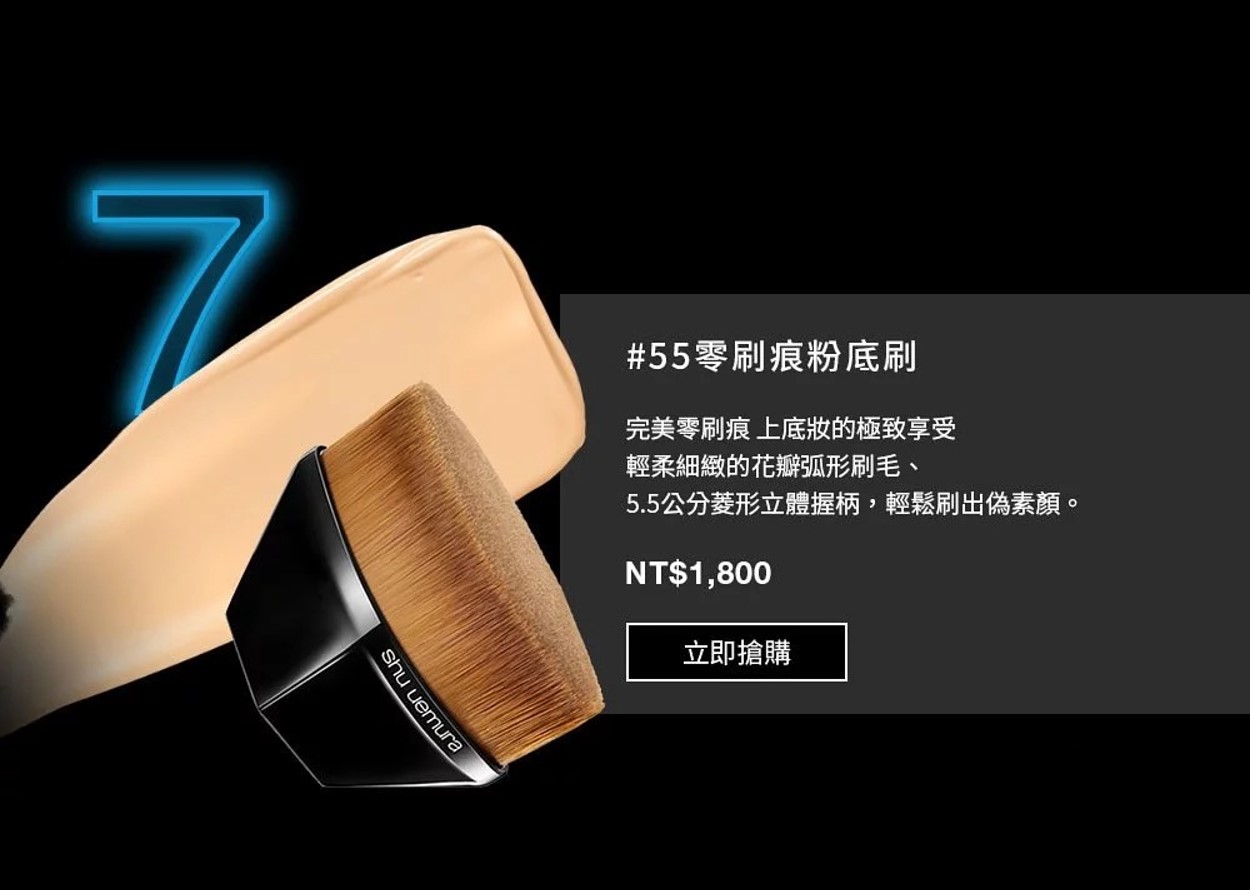 7
#55零刷痕粉底刷
完美零刷痕 上底妝的極致享受
輕柔細緻的花瓣弧形刷毛、
5.5公分菱形立體握柄，輕鬆刷出偽素顏。
NT$1,800
立即搶購
shu uemura